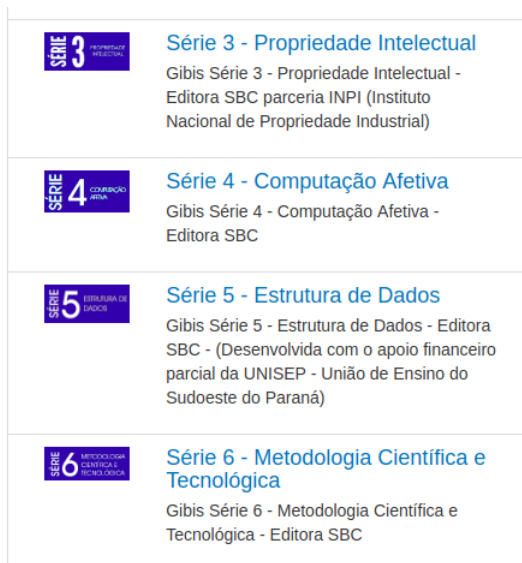 SÉRIE 3 PROPRIEDADE
INTELECTUAL
Série 3 - Propriedade Intelectual
Gibis Série 3 - Propriedade Intelectual -
Editora SBC parceria INPI (Instituto
Nacional de Propriedade Industrial)
SÉRIE 4 COMPUTAÇÃO
AFETIVA
Série 4 - Computação Afetiva
Gibis Série 4 - Computação Afetiva -
Editora SBC
SÉRIE 5 ESTRUTURA DE
DADOS
Série 5 - Estrutura de Dados
Gibis Série 5 - Estrutura de Dados - Editora
SBC - (Desenvolvida com o apoio financeiro
parcial da UNISEP - União de Ensino do
Sudoeste do Paraná)
SÉRIE 6 METODOLOGIA
CIENTÍFICA E
TECNOLÓGICA
Série 6 - Metodologia Científica e
Tecnológica
Gibis Série 6 - Metodologia Científica e
Tecnológica - Editora SBC